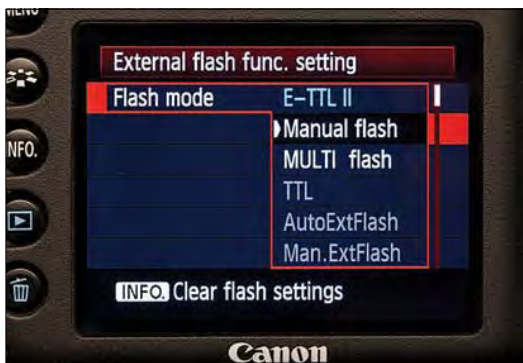 MENU
External flash func. setting
Flash mode E-TTL II
Manual flash
INFO.
MULTI flash
TTL
AutoExtFlash
Man.ExtFlash
INFO. Clear flash settings
Canon